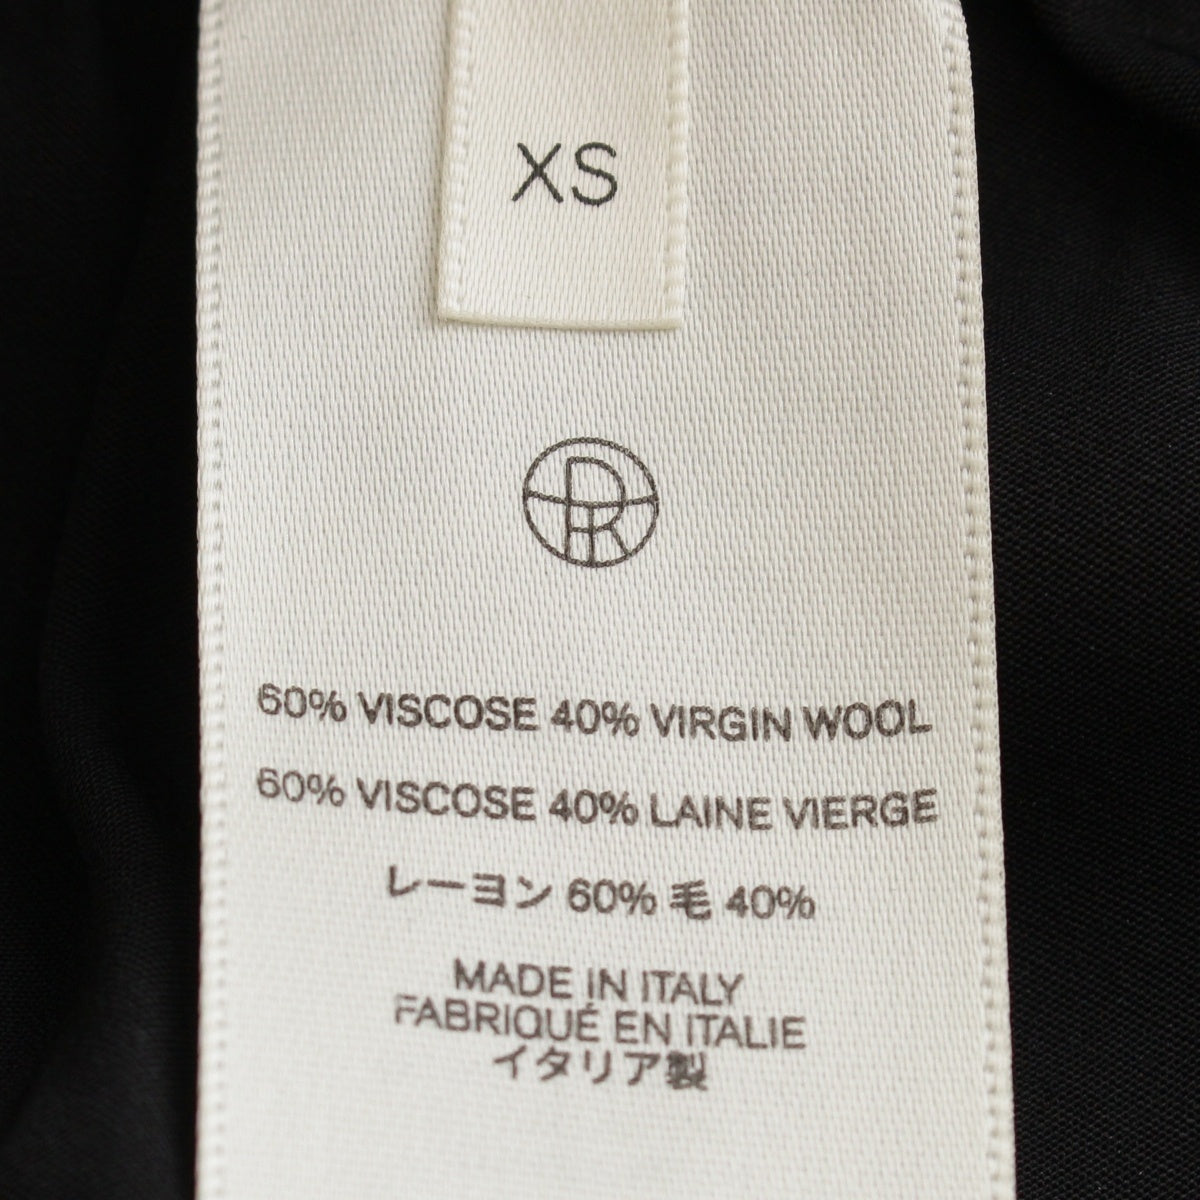 XS
60% VISCOSE 40% VIRGIN WOOL
60% VISCOSE 40% LAINE VIERGE
レーヨン 60% 毛 40%
MADE IN ITALY
FABRIQUÉ EN ITALIE
イタリア製